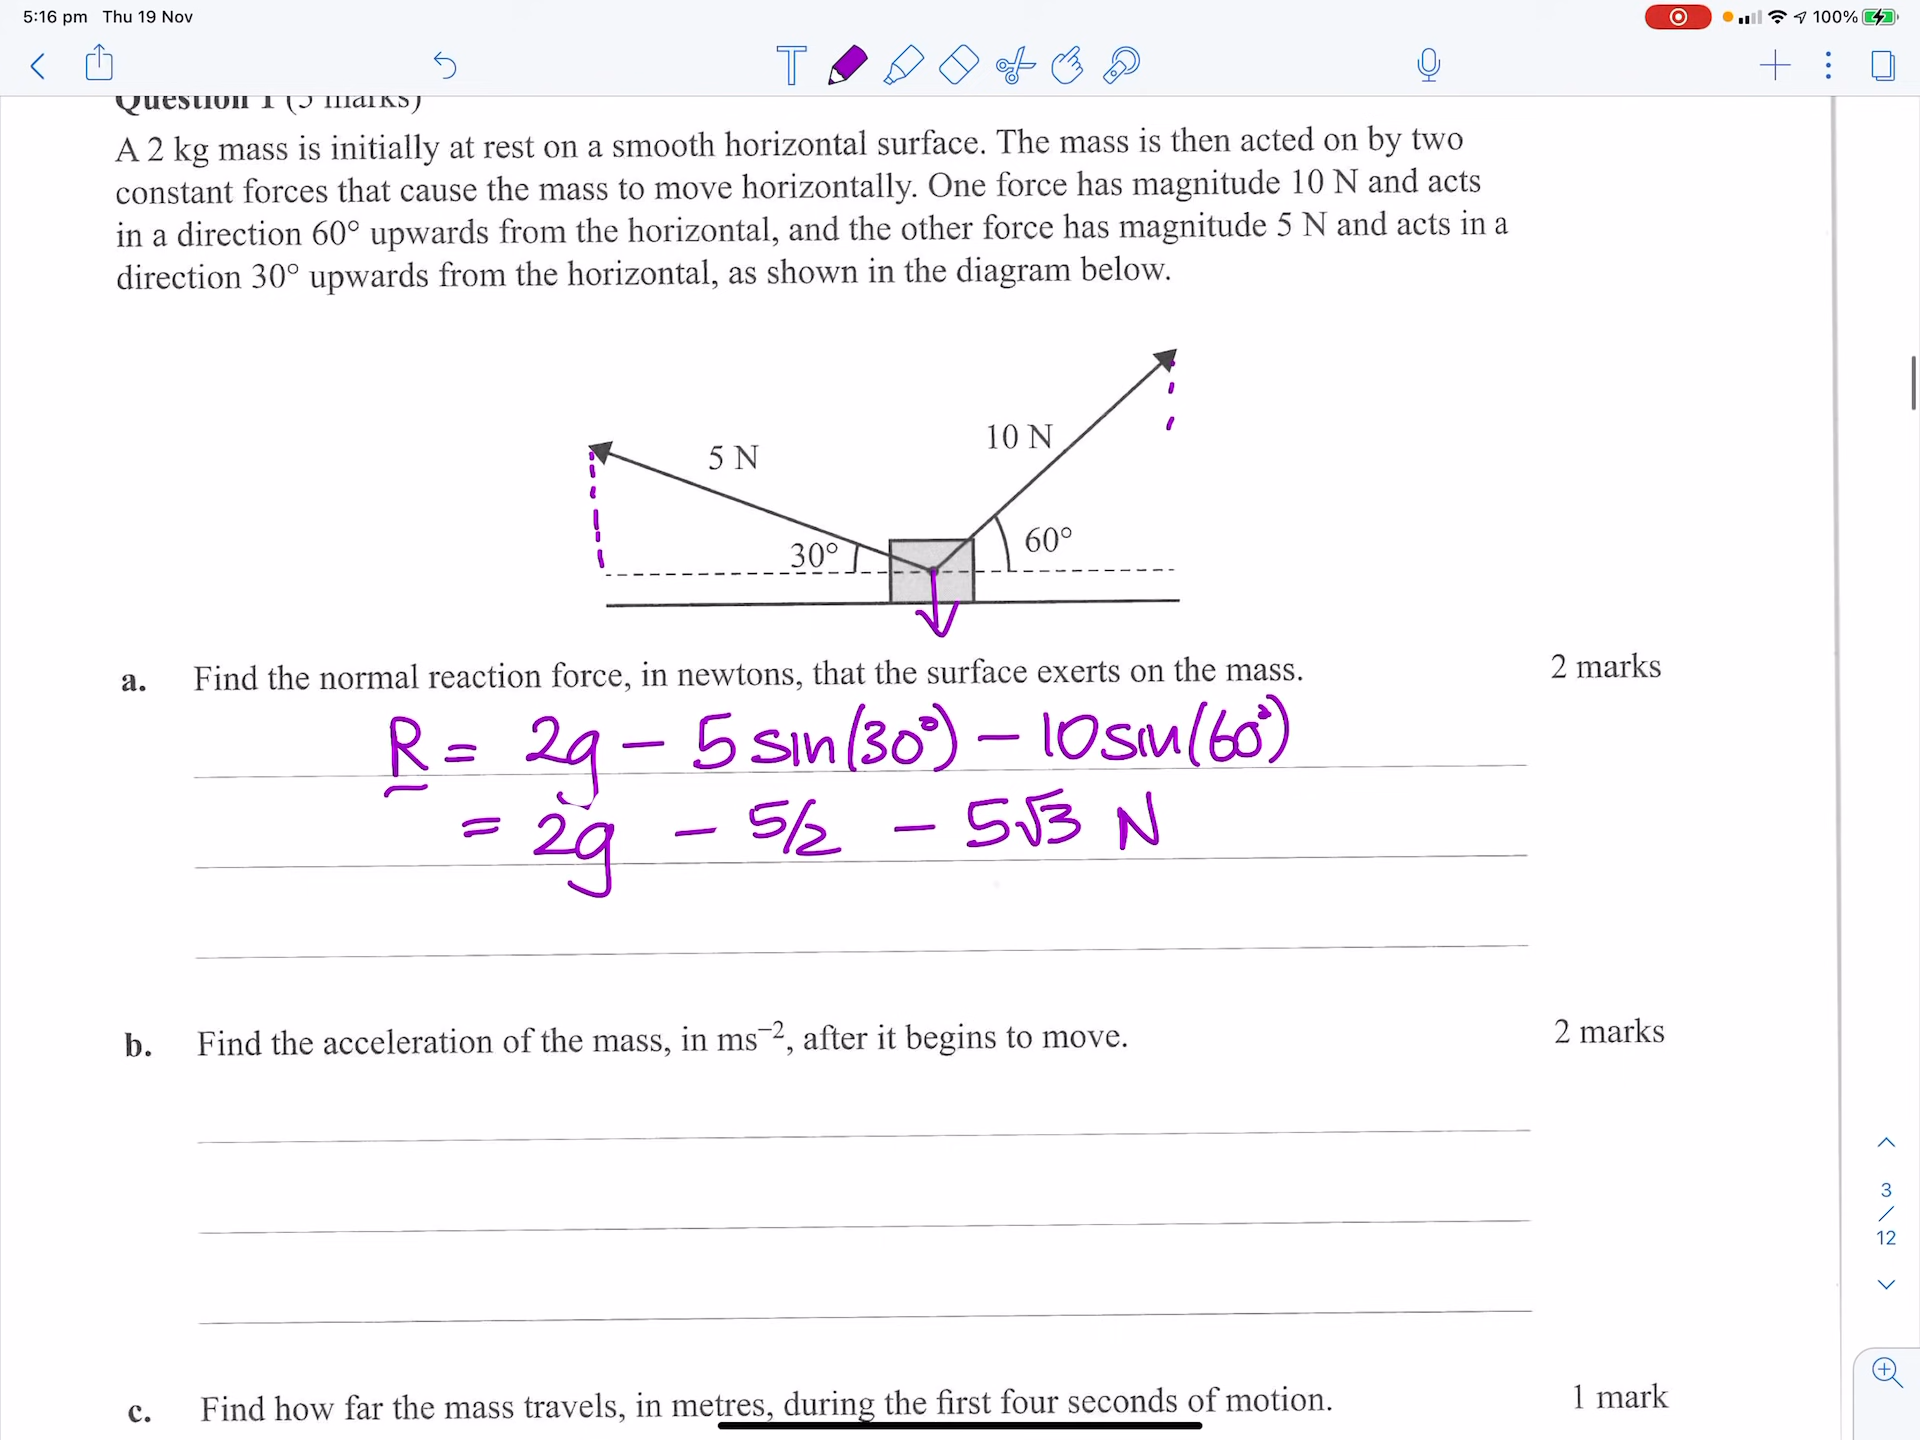 5:16 pm Thu 19 Nov
100%
Question 1 (5 marks)
A 2 kg mass is initially at rest on a smooth horizontal surface. The mass is then acted on by two
constant forces that cause the mass to move horizontally. One force has magnitude 10 N and acts
in a direction 60° upwards from the horizontal, and the other force has magnitude 5 N and acts in a
direction 30° upwards from the horizontal, as shown in the diagram below.
10 N
5 N
30°
60°
a. Find the normal reaction force, in newtons, that the surface exerts on the mass. 2 marks
R = 2g − 5 sin(30°) − 10 sin(60°)
= 2g − 5/2 − 5√3 N
b. Find the acceleration of the mass, in ms⁻², after it begins to move. 2 marks
3
/
12
c. Find how far the mass travels, in metres, during the first four seconds of motion. 1 mark